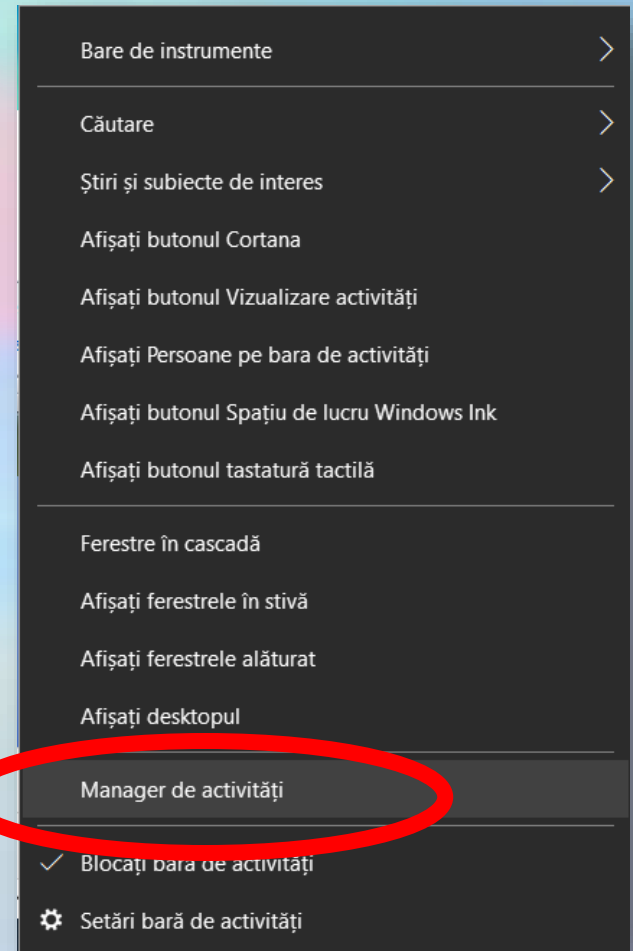 Bare de instrumente
Căutare
Știri și subiecte de interes
Afișați butonul Cortana
Afișați butonul Vizualizare activități
Afișați Persoane pe bara de activități
Afișați butonul Spațiu de lucru Windows Ink
Afișați butonul tastatură tactilă
Ferestre în cascadă
Afișați ferestrele în stivă
Afișați ferestrele alăturat
Afișați desktopul
Manager de activități
Blocați bara de activități
Setări bară de activități